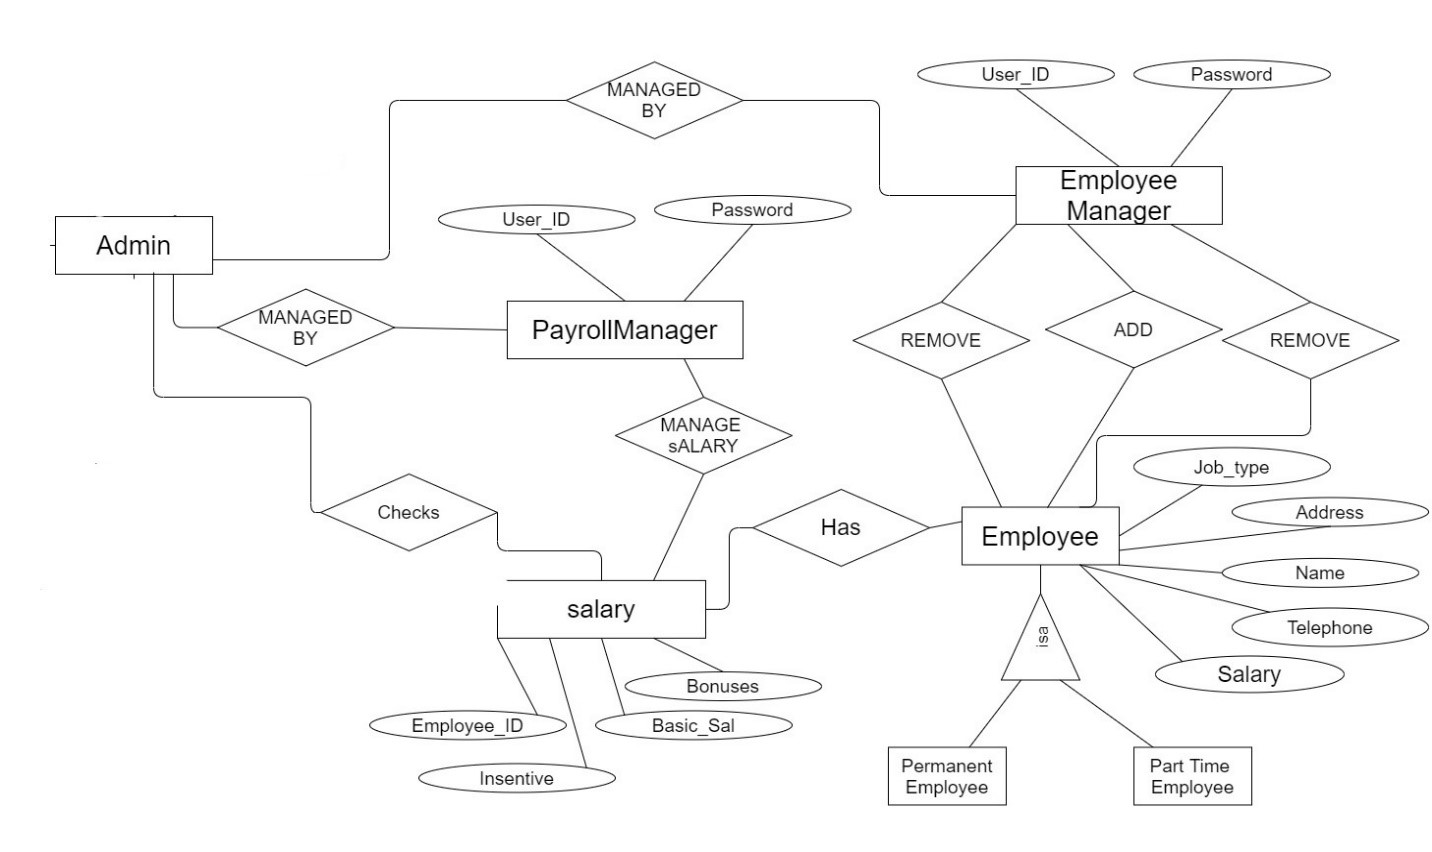 MANAGED
BY
User_ID
Password
Employee
Manager
User_ID
Password
Admin
MANAGED
BY
PayrollManager
REMOVE
ADD
REMOVE
MANAGE
sALARY
Job_type
Checks
Has
Address
Employee
Name
salary
isa
Telephone
Salary
Bonuses
Employee_ID
Basic_Sal
Insentive
Permanent
Employee
Part Time
Employee